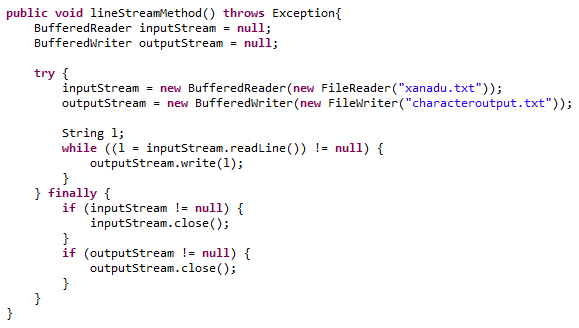 public void lineStreamMethod() throws Exception{
    BufferedReader inputStream = null;
    BufferedWriter outputStream = null;

    try {
        inputStream = new BufferedReader(new FileReader("xanadu.txt"));
        outputStream = new BufferedWriter(new FileWriter("characteroutput.txt"));

        String l;
        while ((l = inputStream.readLine()) != null) {
            outputStream.write(l);
        }
    } finally {
        if (inputStream != null) {
            inputStream.close();
        }
        if (outputStream != null) {
            outputStream.close();
        }
    }
}